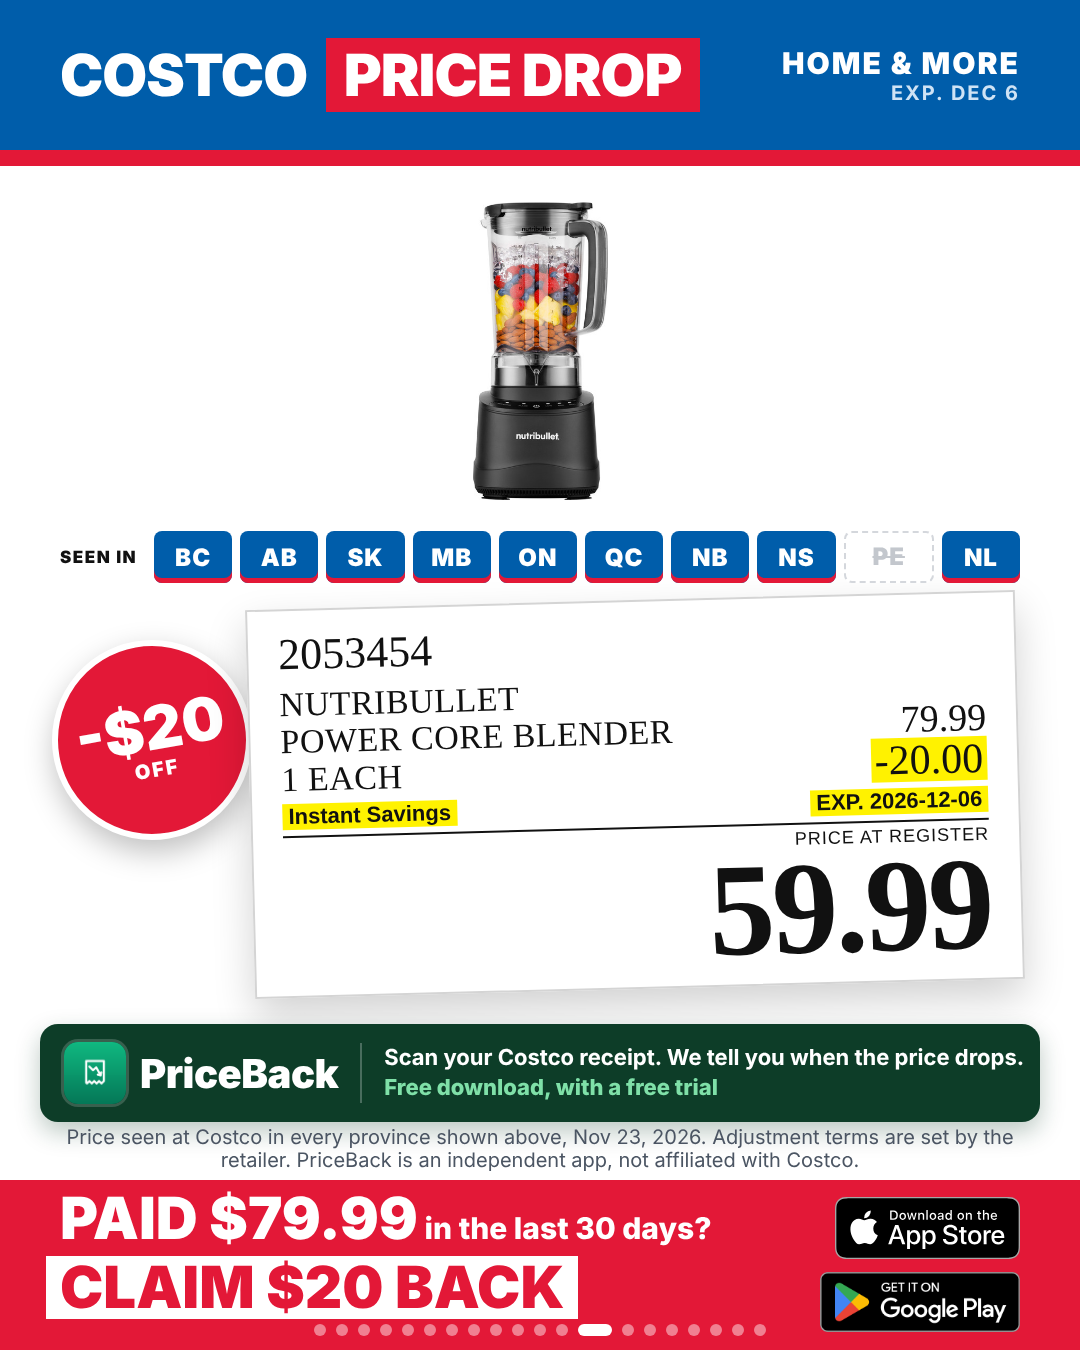 COSTCO PRICE DROP
HOME & MORE
EXP. DEC 6
nutribullet
nutribullet
SEEN IN BC AB SK MB ON QC NB NS PE NL
-$20
OFF
2053454
NUTRIBULLET
POWER CORE BLENDER
1 EACH
Instant Savings
79.99
-20.00
EXP. 2026-12-06
PRICE AT REGISTER
59.99
PriceBack
Scan your Costco receipt. We tell you when the price drops.
Free download, with a free trial
Price seen at Costco in every province shown above, Nov 23, 2026. Adjustment terms are set by the
retailer. PriceBack is an independent app, not affiliated with Costco.
PAID $79.99 in the last 30 days?
CLAIM $20 BACK
Download on the
App Store
GET IT ON
Google Play